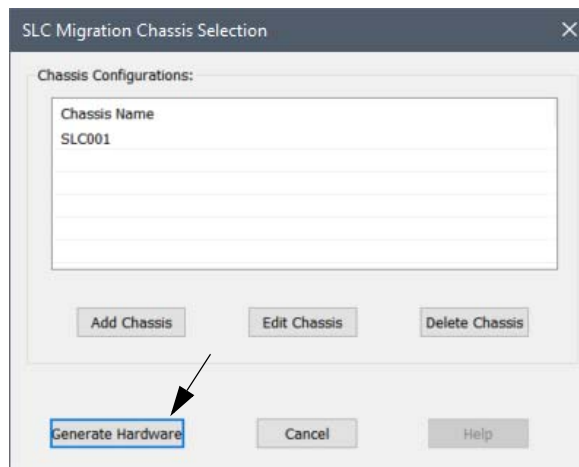 SLC Migration Chassis Selection
Chassis Configurations:
Chassis Name
SLC001
Add Chassis
Edit Chassis
Delete Chassis
Generate Hardware
Cancel
Help